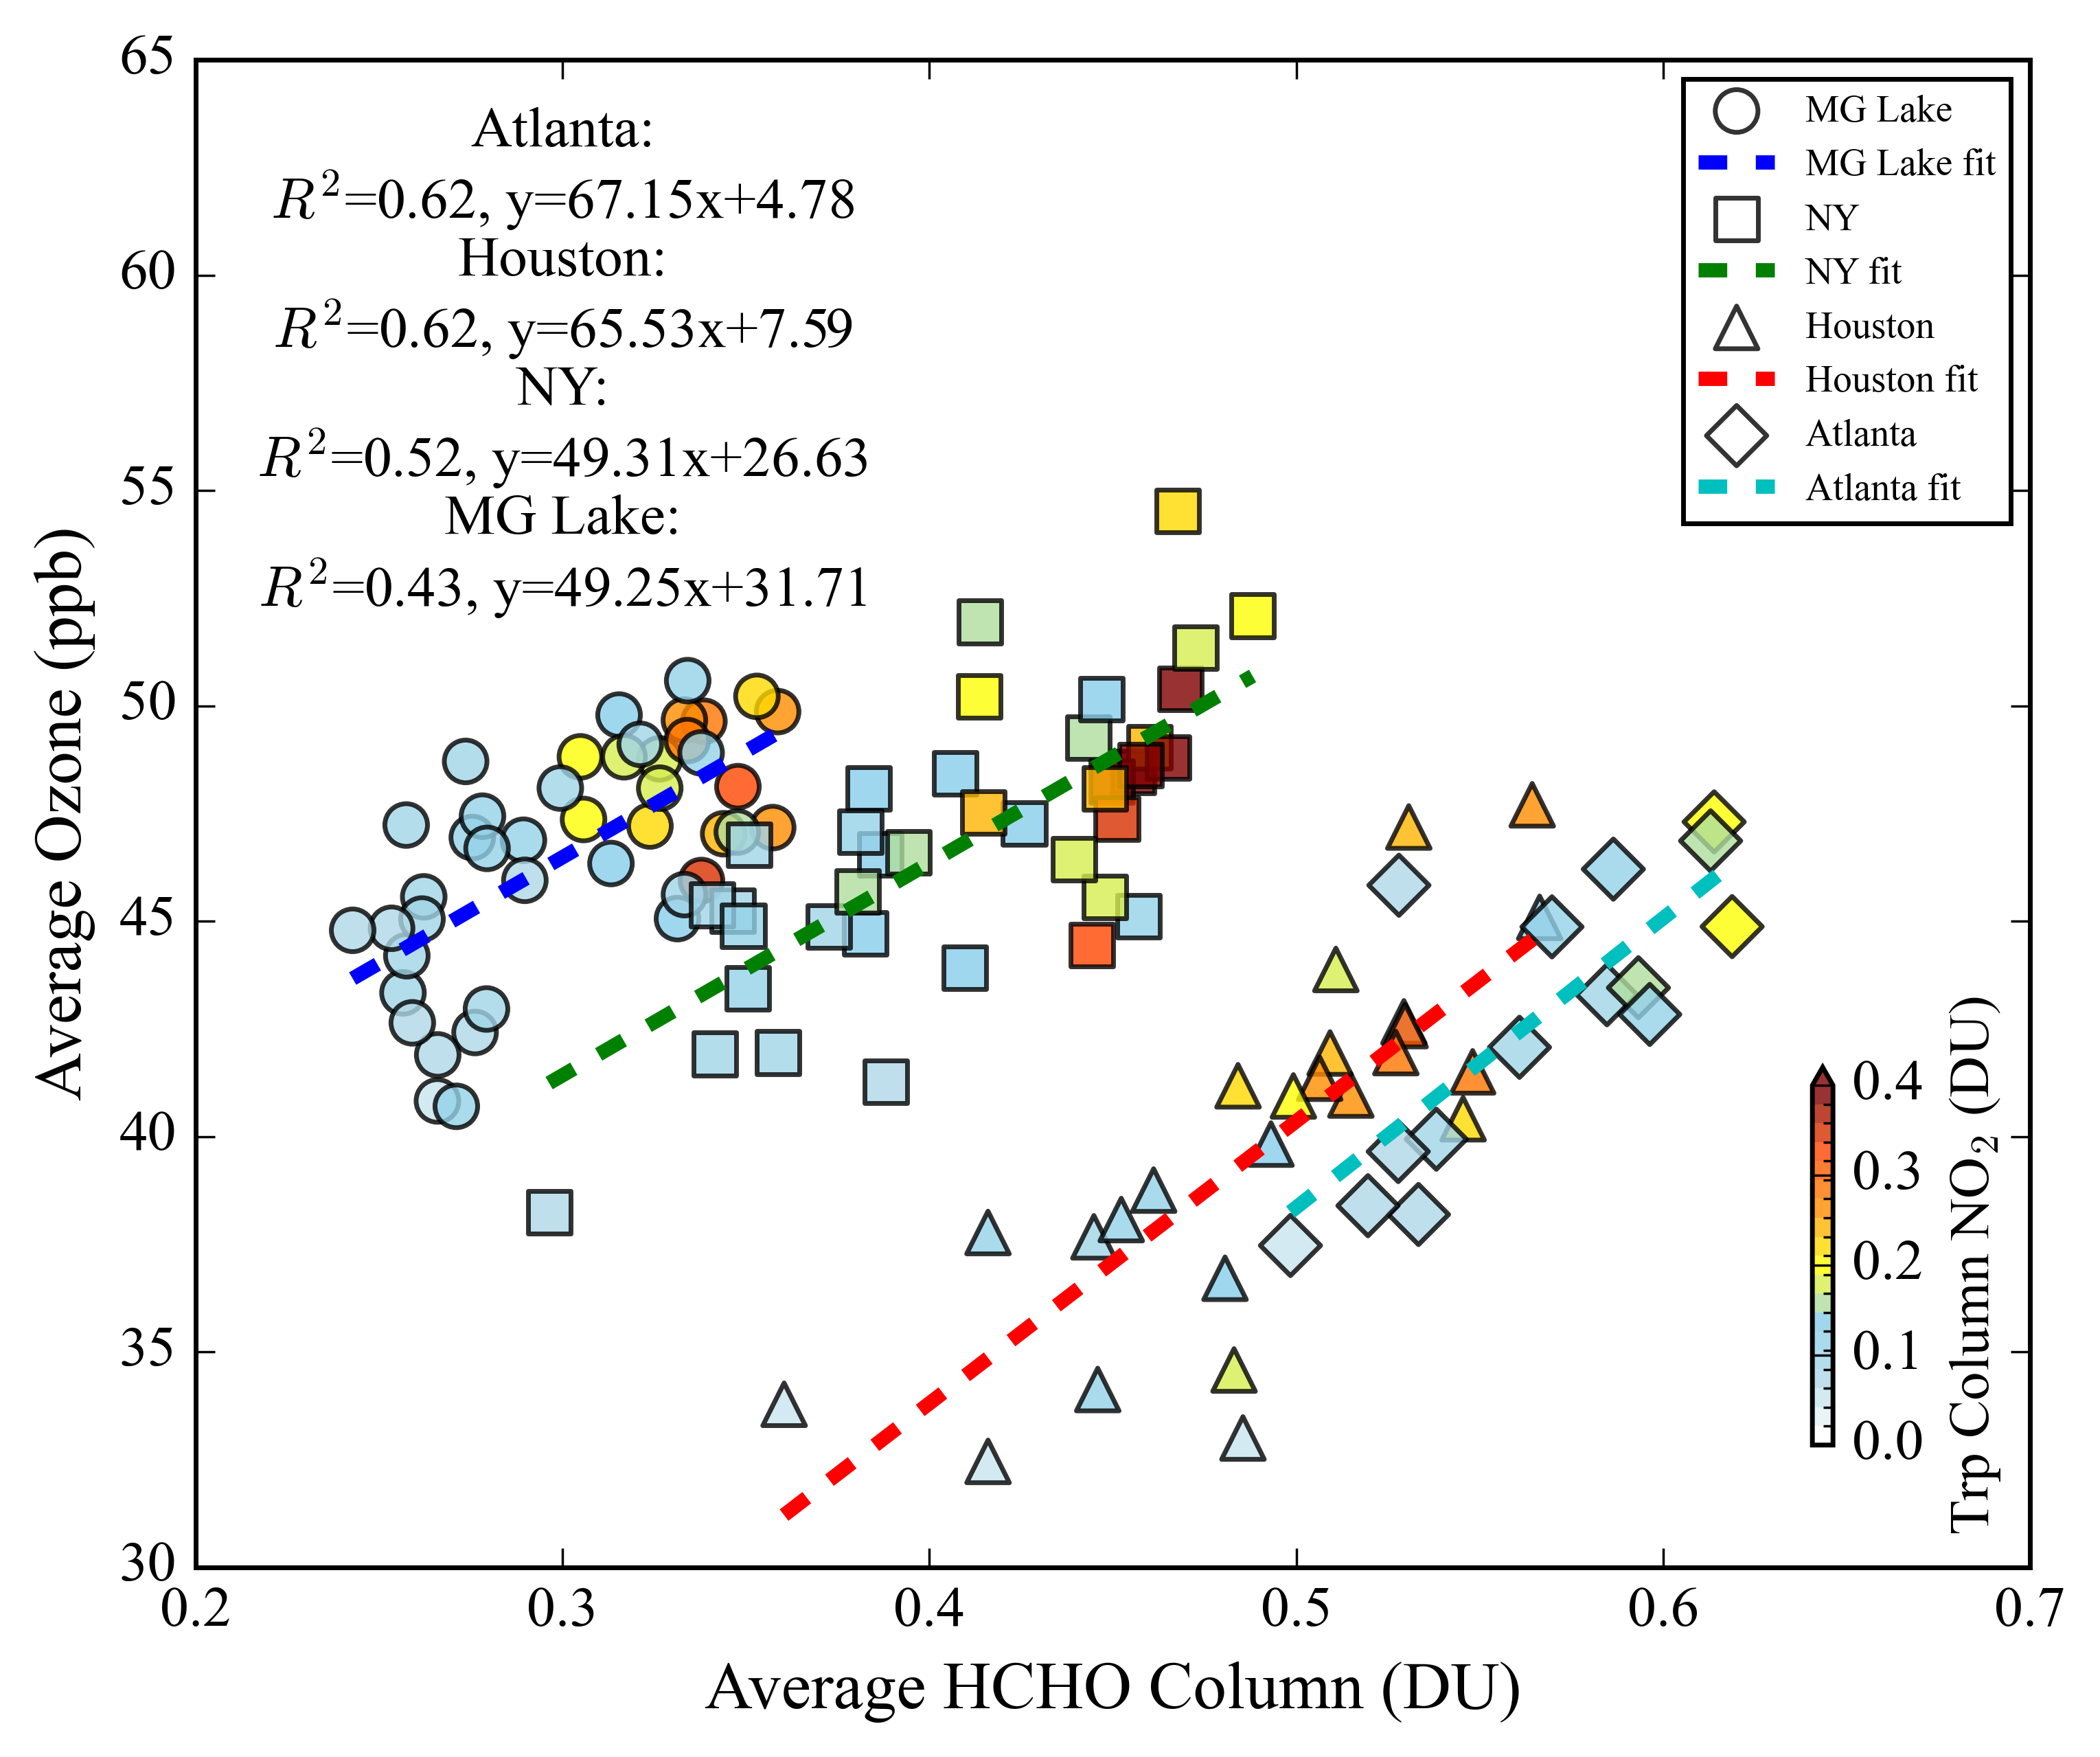 65
60
55
50
45
40
35
30
Average Ozone (ppb)
Atlanta:
R²=0.62, y=67.15x+4.78
Houston:
R²=0.62, y=65.53x+7.59
NY:
R²=0.52, y=49.31x+26.63
MG Lake:
R²=0.43, y=49.25x+31.71
MG Lake
MG Lake fit
NY
NY fit
Houston
Houston fit
Atlanta
Atlanta fit
0.4
0.3
0.2
0.1
0.0
Trp Column NO₂ (DU)
0.2 0.3 0.4 0.5 0.6 0.7
Average HCHO Column (DU)